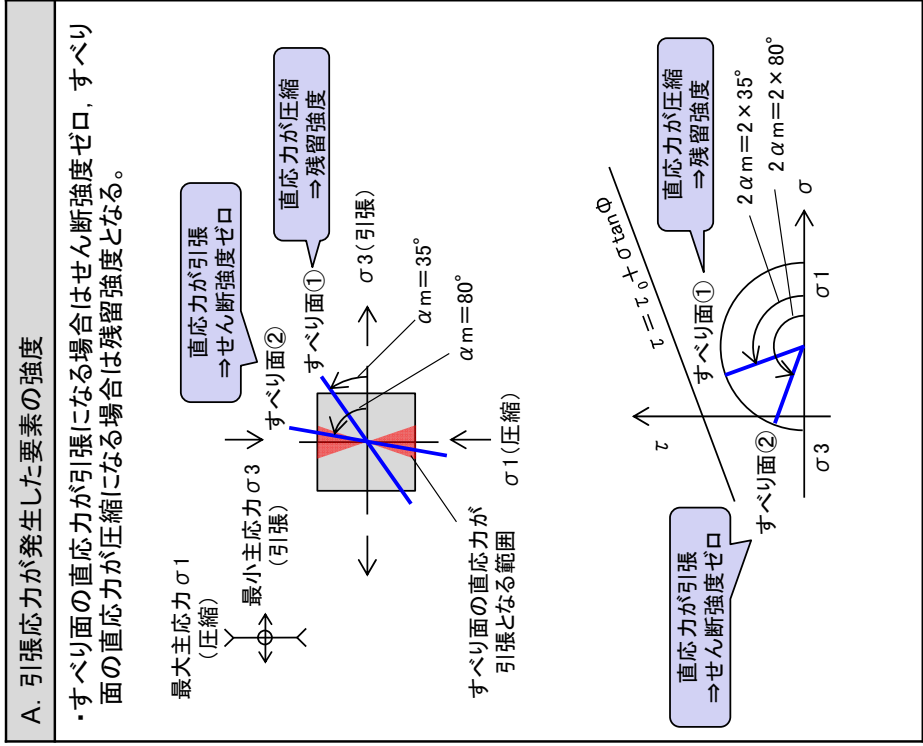 A. 引張応力が発生した要素の強度
・すべり面の直応力が引張になる場合はせん断強度ゼロ，すべり
面の直応力が圧縮になる場合は残留強度となる。
最大主応力σ1
(圧縮)
最小主応力σ3
(引張)
直応力が引張
⇒せん断強度ゼロ
すべり面②
直応力が圧縮
⇒残留強度
すべり面①
σ3(引張)
αm=35°
αm=80°
σ1(圧縮)
すべり面の直応力が
引張となる範囲
τ
τ=τ₀+σtanΦ
すべり面①
直応力が圧縮
⇒残留強度
2αm=2×35°
2αm=2×80°
σ
σ1
σ3
すべり面②
直応力が引張
⇒せん断強度ゼロ